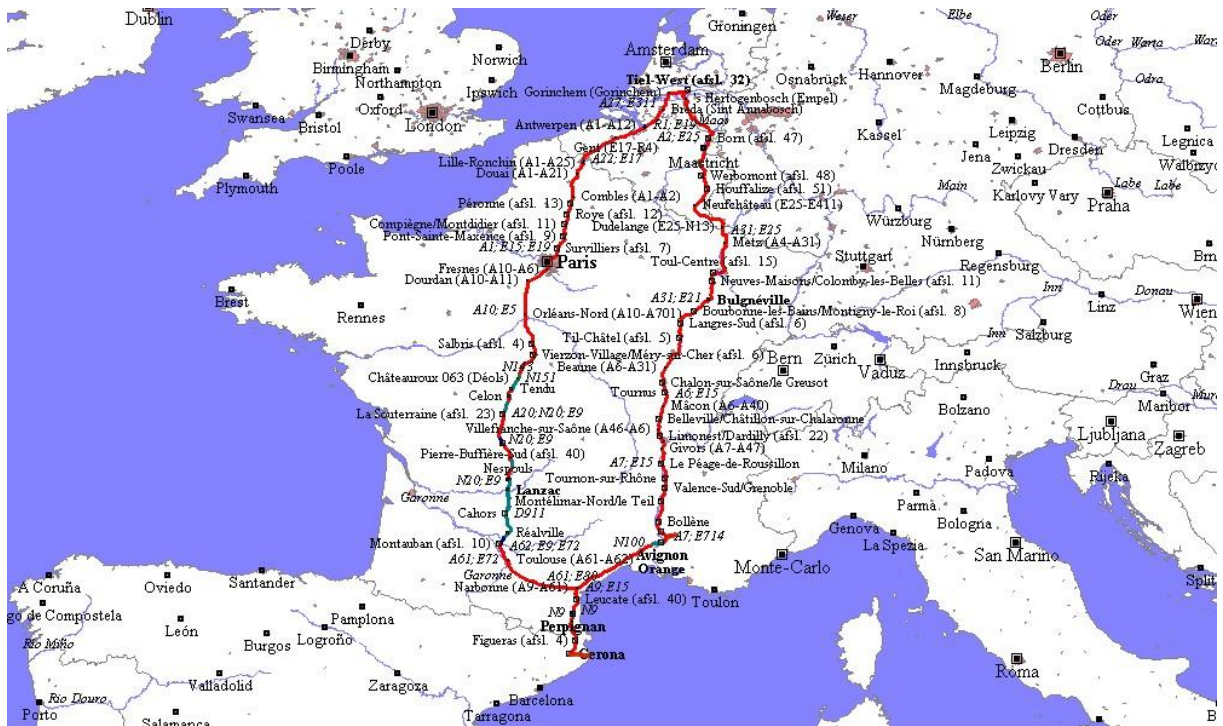 Dublin
Groningen
Weser
Elbe
Oder
Derby
Norwich
Amsterdam
Oder
Warta
Birmingham
Tiel-West (afsl. 32)
Osnabrück
Hannover
Berlin
Northampton
Ipswich
Gorinchem (Gorinchem)
Magdeburg
Odra
Oxford
A27; E311
Hertogenbosch (Empel)
Swansea
London
Breda (Sint Annabosch)
Cottbus
Bristol
Antwerpen (A1-A12)
R1; E19
Maas
Kassel
Leipzig
A2; E25
Born (afsl. 47)
Dresden
Legnica
Poole
Gent (E17-R4)
Jena
Lille-Ronchin (A1-A25)
A22; E17
Maastricht
Zwickau
Plymouth
Douai (A1-A21)
Werbomont (afsl. 48)
Karlovy Vary
Labe
Labe
Combles (A1-A2)
Houffalize (afsl. 51)
Main
Praha
Péronne (afsl. 13)
Neufchâteau (E25-E411)
Würzburg
Roye (afsl. 12)
Compiègne/Montdidier (afsl. 11)
Dudelange (E25-N13)
A31; E25
Nürnberg
Pont-Sainte-Maxence (afsl. 9)
Metz (A4-A31)
A1; E15; E19
Survilliers (afsl. 7)
Toul-Centre (afsl. 15)
Stuttgart
Regensburg
Paris
Fresnes (A10-A6)
Dourdan (A10-A11)
Neuves-Maisons/Colomby-les-Belles (afsl. 11)
Brest
Inn
Donau
A31; E21
Bulgnéville
Linz
Wien
Rennes
A10; E5
Orléans-Nord (A10-A701)
Bourbonne-les-Bains/Montigny-le-Roi (afsl. 8)
Langres-Sud (afsl. 6)
Inn
Salzburg
Salbris (afsl. 4)
Til-Châtel (afsl. 5)
Vierzon-Village/Méry-sur-Cher (afsl. 6)
Bern
Zürich
Innsbruck
Beaune (A6-A31)
Vaduz
Graz
Châteauroux 063 (Déols)
N151
Chalon-sur-Saône/le Creusot
Tendu
Tournus
A6; E15
Drau
Maribor
Celon
Mâcon (A6-A40)
Bolzano
La Souterraine (afsl. 23)
A20; N20; E9
Belleville/Châtillon-sur-Chalaronne
Villefranche-sur-Saône (A46-A6)
Limonest/Dardilly (afsl. 22)
Ljubljana
N20; E9
Givors (A7-A47)
Zagreb
Pierre-Buffière-Sud (afsl. 40)
Milano
Padova
Nespouls
A7; E15
Le Péage-de-Roussillon
Rijeka
N20; E9
Tournon-sur-Rhône
Garonne
Lanzac
Valence-Sud/Grenoble
Parma
Montélimar-Nord/le Teil
Cahors
D911
Genova
Bologna
Bollène
La Spezia
Réalville
N100
A7; E714
San Marino
Montauban (afsl. 10)
A62; E9; E72
Avignon
Monte-Carlo
A61; E72
Toulouse (A61-A62)
Orange
A Coruña
Santander
Garonne
A61; E80
Oviedo
Narbonne (A9-A61)
A9; E15
Toulon
Split
Leucate (afsl. 40)
go de Compostela
Pamplona
N9
N9
León
Logroño
Perpignan
Rio Miño
Burgos
Figueras (afsl. 4)
Gerona
Roma
Valladolid
Zaragoza
Rio Douro
Barcelona
Porto
Salamanca
Tarragona